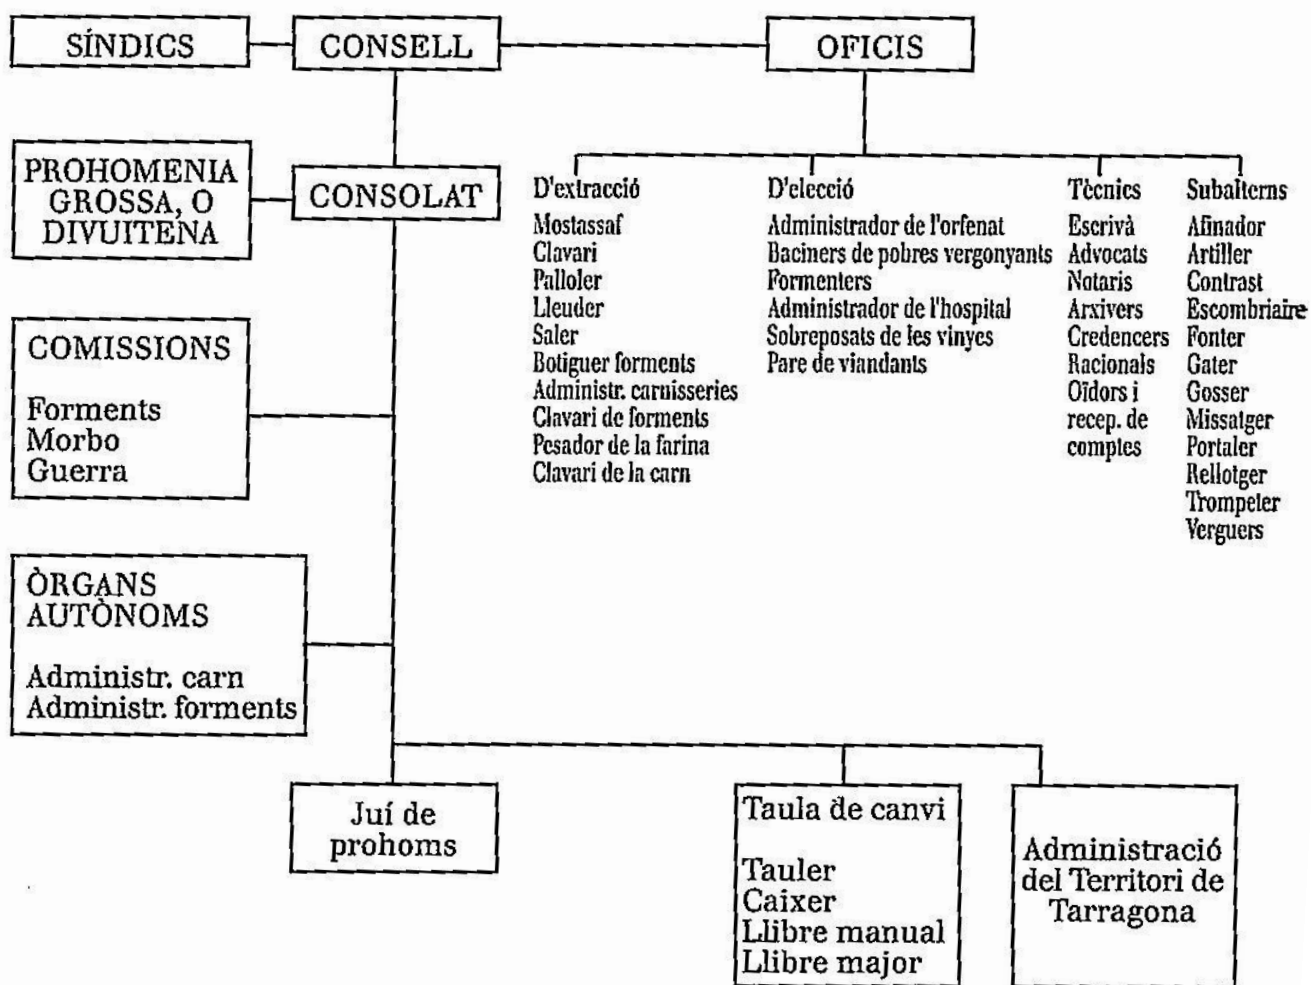 SÍNDICS
CONSELL
OFICIS
PROHOMENIA
GROSSA, O
DIVUITENA
CONSOLAT
D'extracció
Mostassaf
Clavari
Palloler
Lleuder
Saler
Botiguer forments
Administr. carnisseries
Clavari de forments
Pesador de la farina
Clavari de la carn
D'elecció
Administrador de l'orfenat
Baciners de pobres vergonyants
Formenters
Administrador de l'hospital
Sobreposats de les vinyes
Pare de viandants
Tècnics
Escrivà
Advocats
Notaris
Arxivers
Credencers
Racionals
Oïdors i
recep. de
comptes
Subalterns
Afinador
Artiller
Contrast
Escombriaire
Fonter
Gater
Gosser
Missatger
Portaler
Rellotger
Trompeter
Verguers
COMISSIONS
Forments
Morbo
Guerra
ÒRGANS
AUTÒNOMS
Administr. carn
Administr. forments
Juí de
prohoms
Taula de canvi
Tauler
Caixer
Llibre manual
Llibre major
Administració
del Territori de
Tarragona